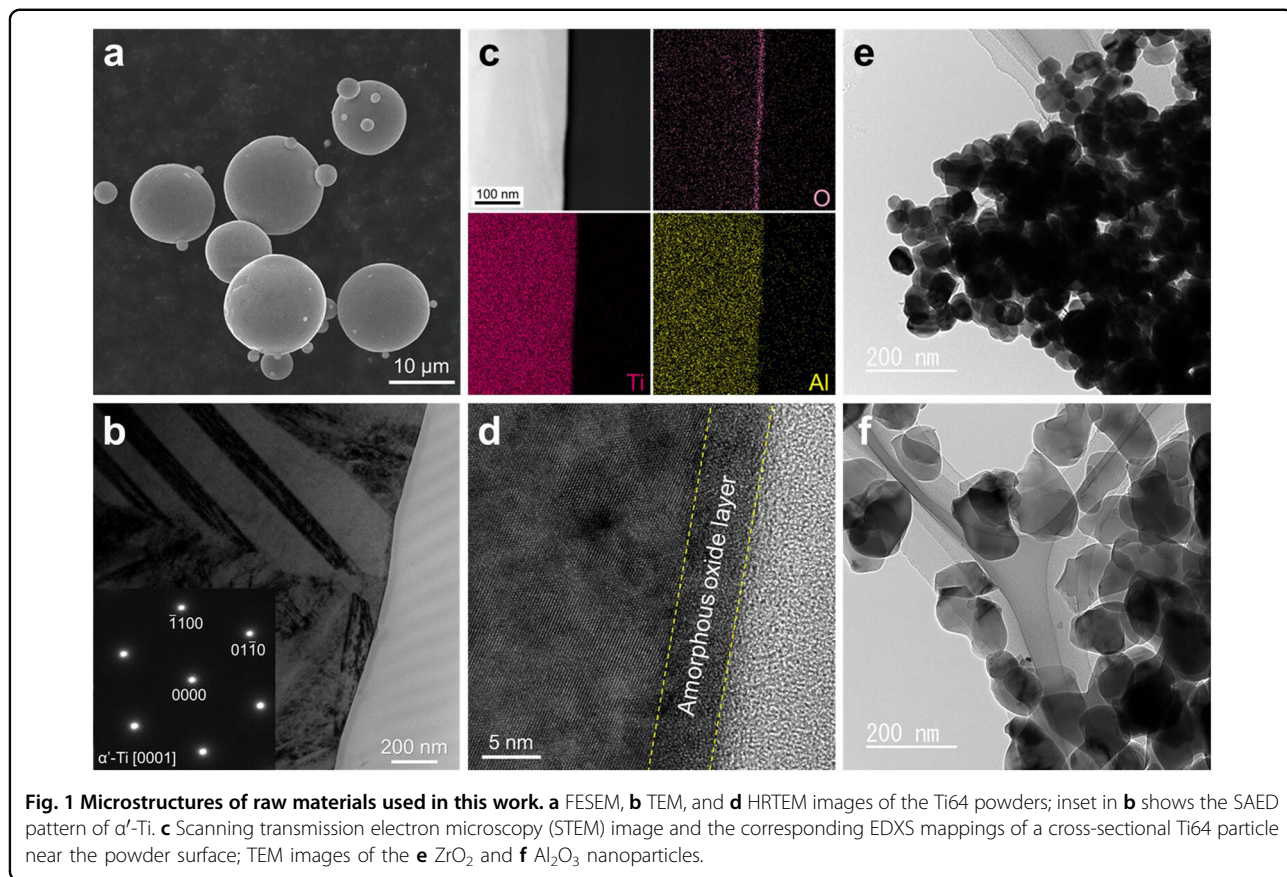 a
10 μm
c
100 nm
O
Ti
Al
e
200 nm
b
1̅100
011̅0
0000
α'-Ti [0001]
200 nm
d
Amorphous oxide layer
5 nm
f
200 nm
Fig. 1 Microstructures of raw materials used in this work. a FESEM, b TEM, and d HRTEM images of the Ti64 powders; inset in b shows the SAED
pattern of α′-Ti. c Scanning transmission electron microscopy (STEM) image and the corresponding EDXS mappings of a cross-sectional Ti64 particle
near the powder surface; TEM images of the e ZrO₂ and f Al₂O₃ nanoparticles.